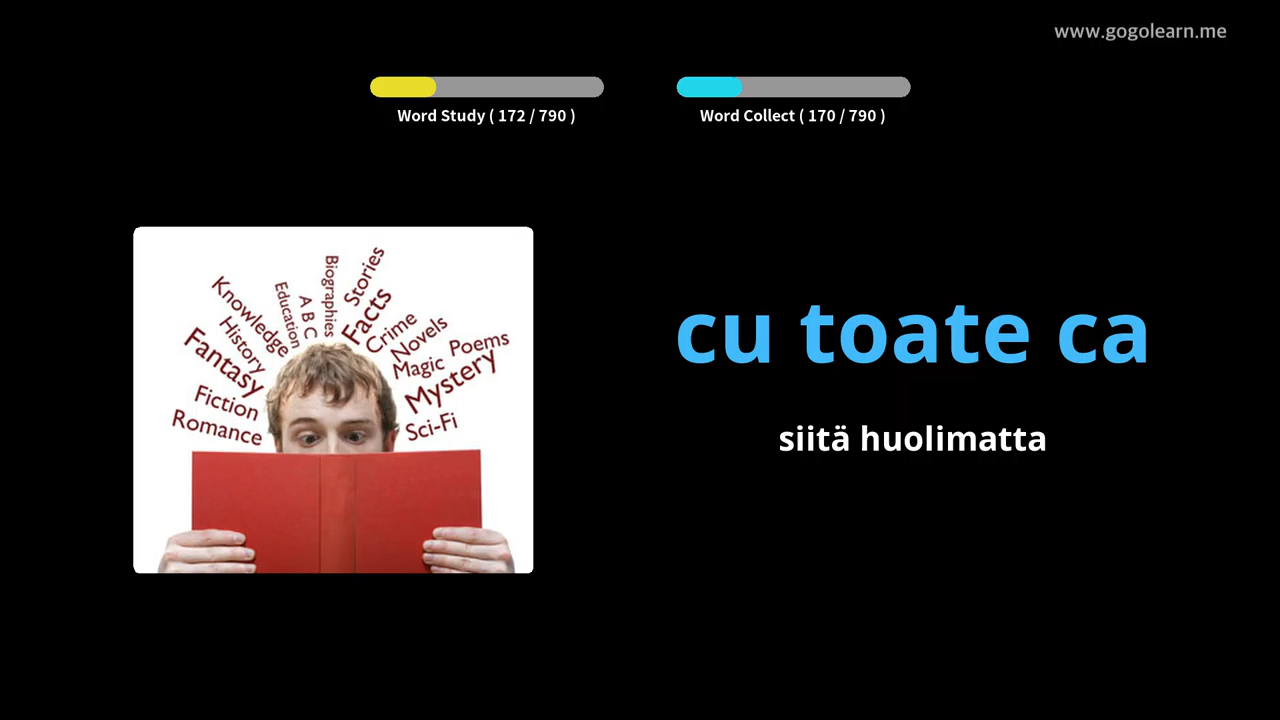 www.gogolearn.me
Word Study ( 172 / 790 )
Word Collect ( 170 / 790 )
Stories
Biographies
Facts
A B C
Education
Knowledge
Crime
Novels
History
Poems
Fantasy
Magic
Mystery
Fiction
Romance
Sci-Fi
cu toate ca
siitä huolimatta